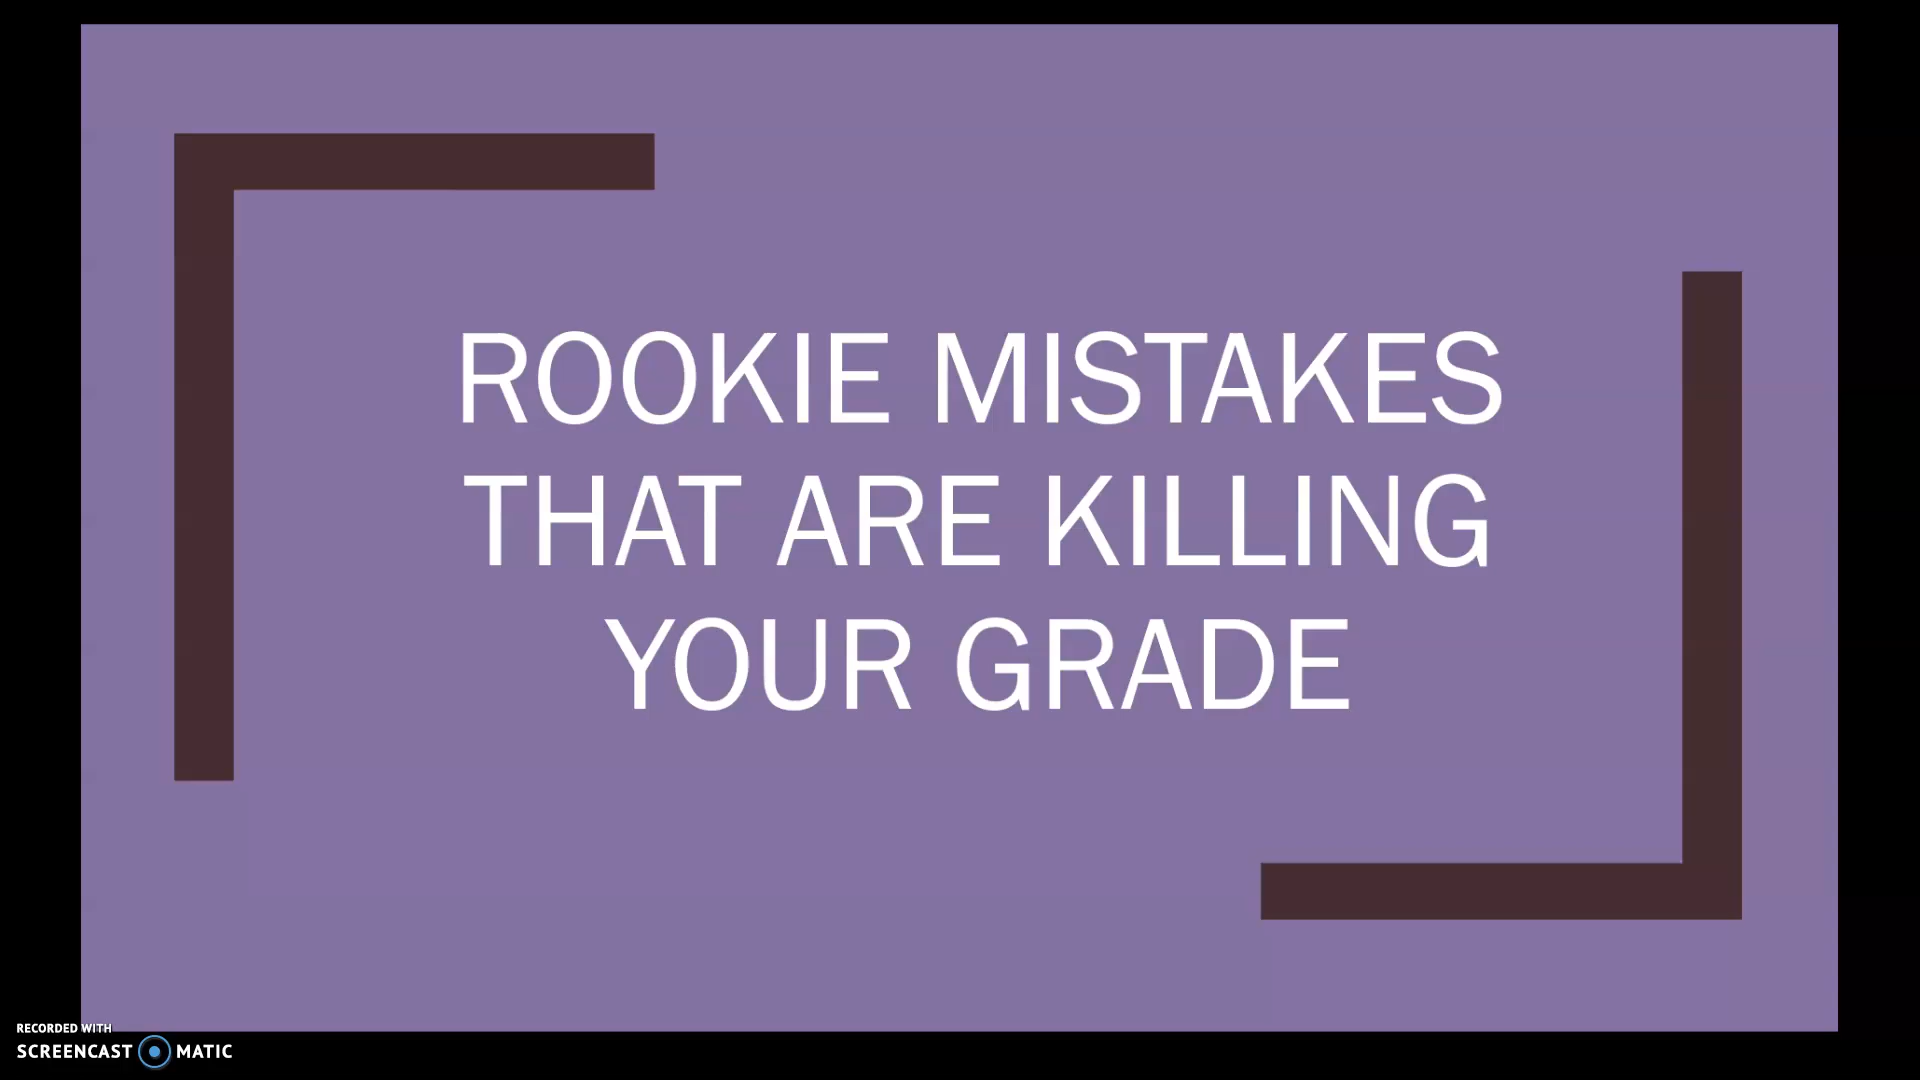 ROOKIE MISTAKES
THAT ARE KILLING
YOUR GRADE
RECORDED WITH
SCREENCAST MATIC